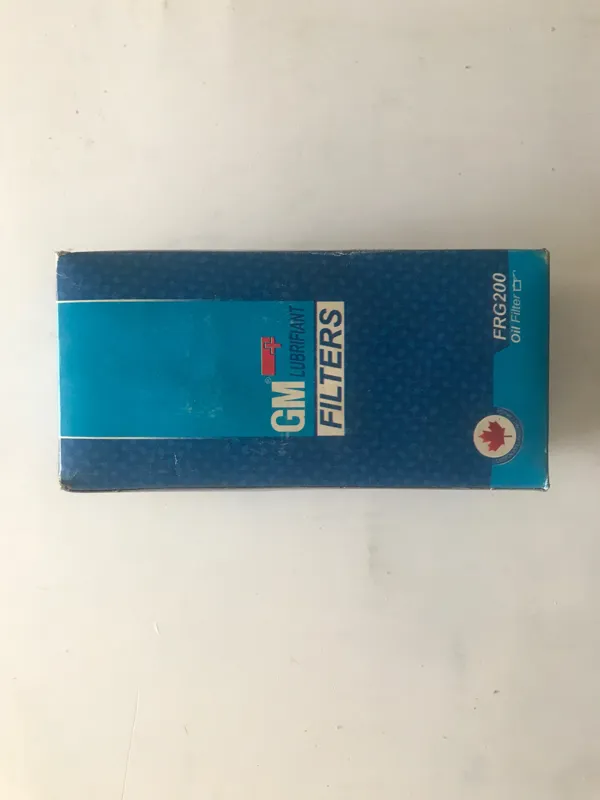 GM®
LUBRIFIANT
FILTERS
FRG200
Oil Filter